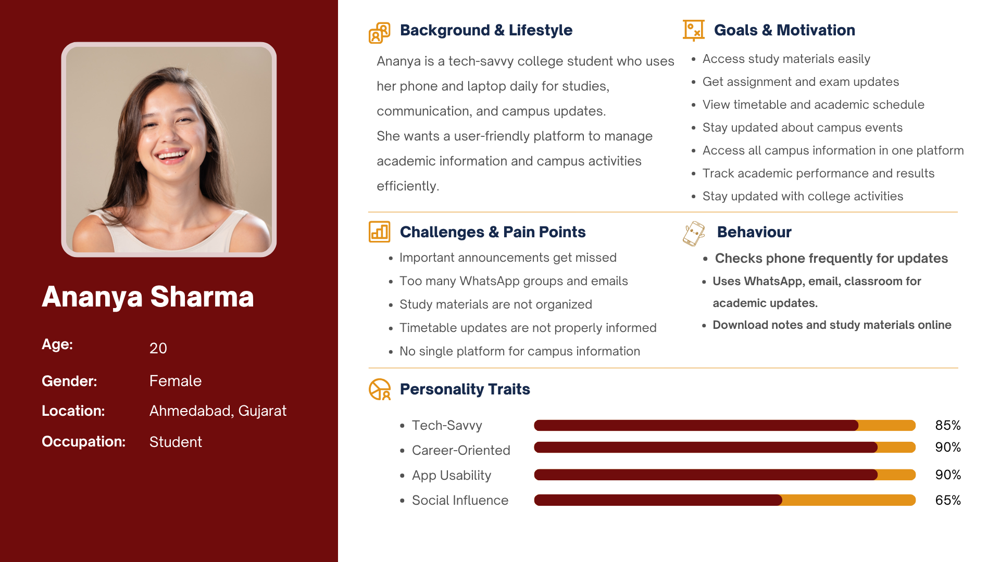 Ananya Sharma
Age: 20
Gender: Female
Location: Ahmedabad, Gujarat
Occupation: Student
Background & Lifestyle
Ananya is a tech-savvy college student who uses
her phone and laptop daily for studies,
communication, and campus updates.
She wants a user-friendly platform to manage
academic information and campus activities
efficiently.
Goals & Motivation
• Access study materials easily
• Get assignment and exam updates
• View timetable and academic schedule
• Stay updated about campus events
• Access all campus information in one platform
• Track academic performance and results
• Stay updated with college activities
Challenges & Pain Points
• Important announcements get missed
• Too many WhatsApp groups and emails
• Study materials are not organized
• Timetable updates are not properly informed
• No single platform for campus information
Behaviour
• Checks phone frequently for updates
• Uses WhatsApp, email, classroom for
academic updates.
• Download notes and study materials online
Personality Traits
• Tech-Savvy 85%
• Career-Oriented 90%
• App Usability 90%
• Social Influence 65%